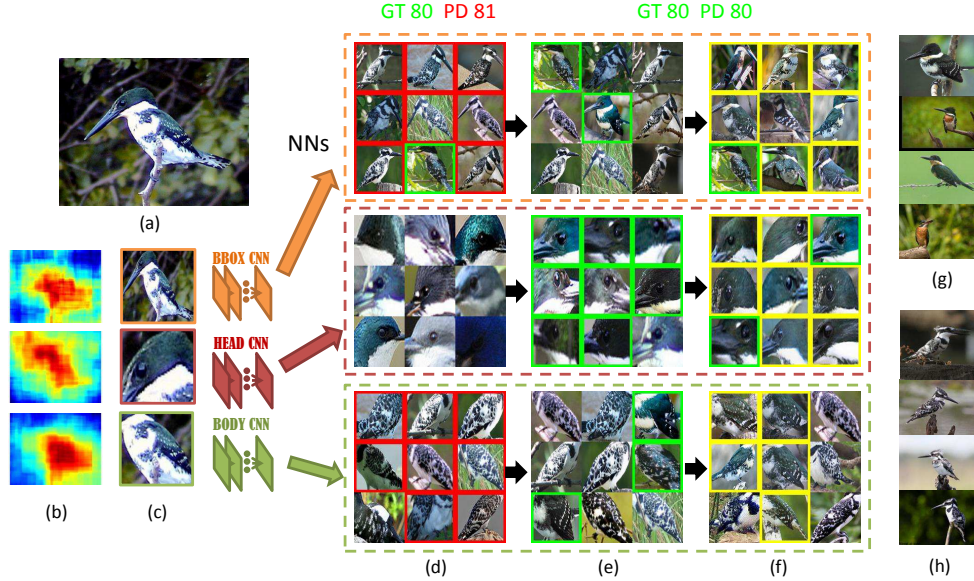 GT 80 PD 81
GT 80 PD 80
NNs
(a)
BBOX CNN
HEAD CNN
BODY CNN
(b)
(c)
(d)
(e)
(f)
(g)
(h)